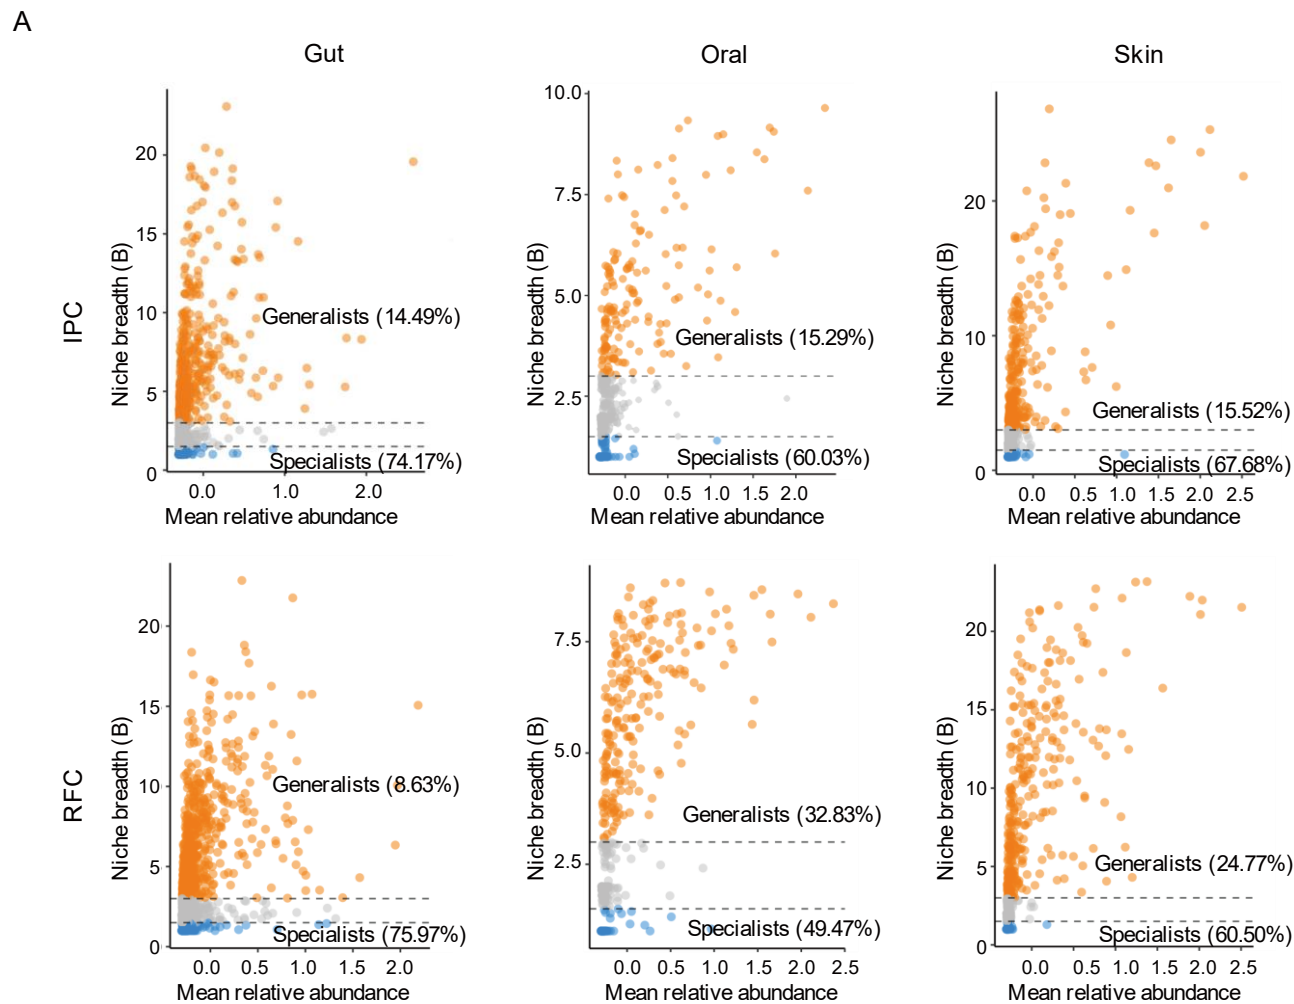 A
Gut
Oral
Skin
IPC
Niche breadth (B)
20
15
10
5
0
Generalists (14.49%)
Specialists (74.17%)
0.0 1.0 2.0
Mean relative abundance
Niche breadth (B)
10.0
7.5
5.0
2.5
Generalists (15.29%)
Specialists (60.03%)
0.0 0.5 1.0 1.5 2.0
Mean relative abundance
Niche breadth (B)
20
10
0
Generalists (15.52%)
Specialists (67.68%)
0.0 0.5 1.0 1.5 2.0 2.5
Mean relative abundance
RFC
Niche breadth (B)
20
15
10
5
0
Generalists (8.63%)
Specialists (75.97%)
0.0 0.5 1.0 1.5 2.0
Mean relative abundance
Niche breadth (B)
7.5
5.0
2.5
Generalists (32.83%)
Specialists (49.47%)
0.0 0.5 1.0 1.5 2.0 2.5
Mean relative abundance
Niche breadth (B)
20
15
10
5
0
Generalists (24.77%)
Specialists (60.50%)
0.0 0.5 1.0 1.5 2.0 2.5
Mean relative abundance